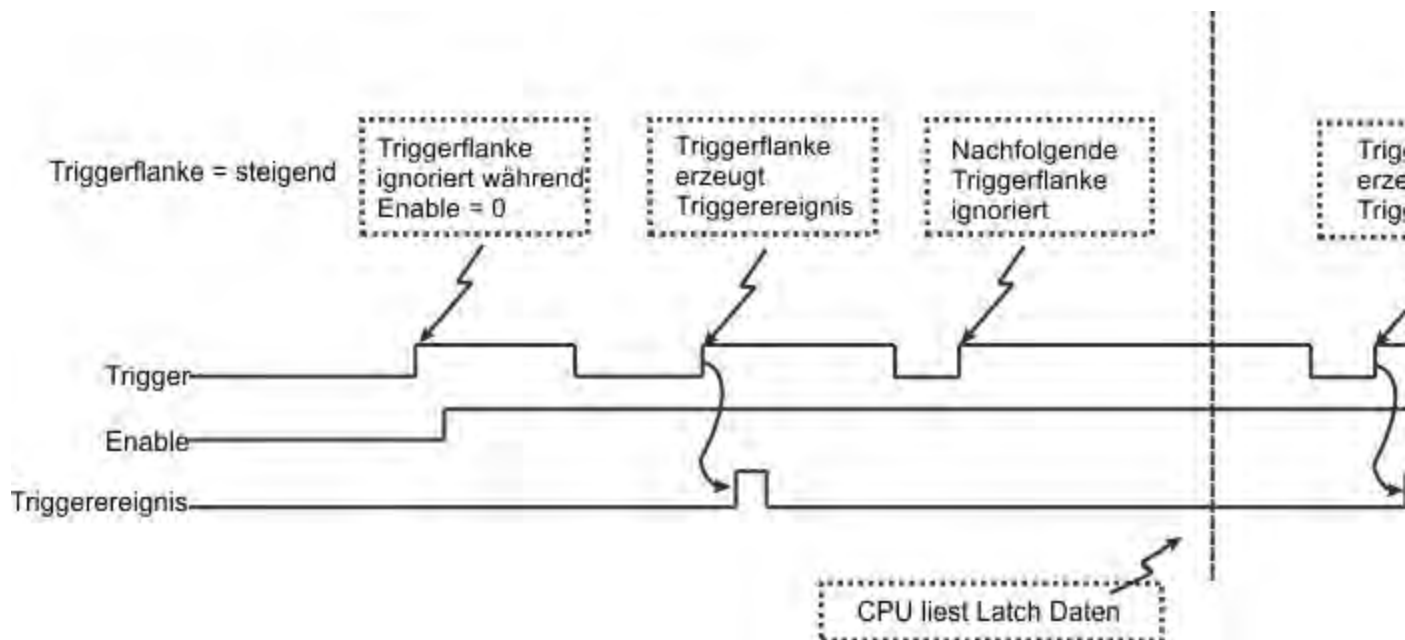 Triggerflanke = steigend
Triggerflanke
ignoriert während
Enable = 0
Triggerflanke
erzeugt
Triggerereignis
Nachfolgende
Triggerflanke
ignoriert
Trigger
Enable
Triggerereignis
CPU liest Latch Daten